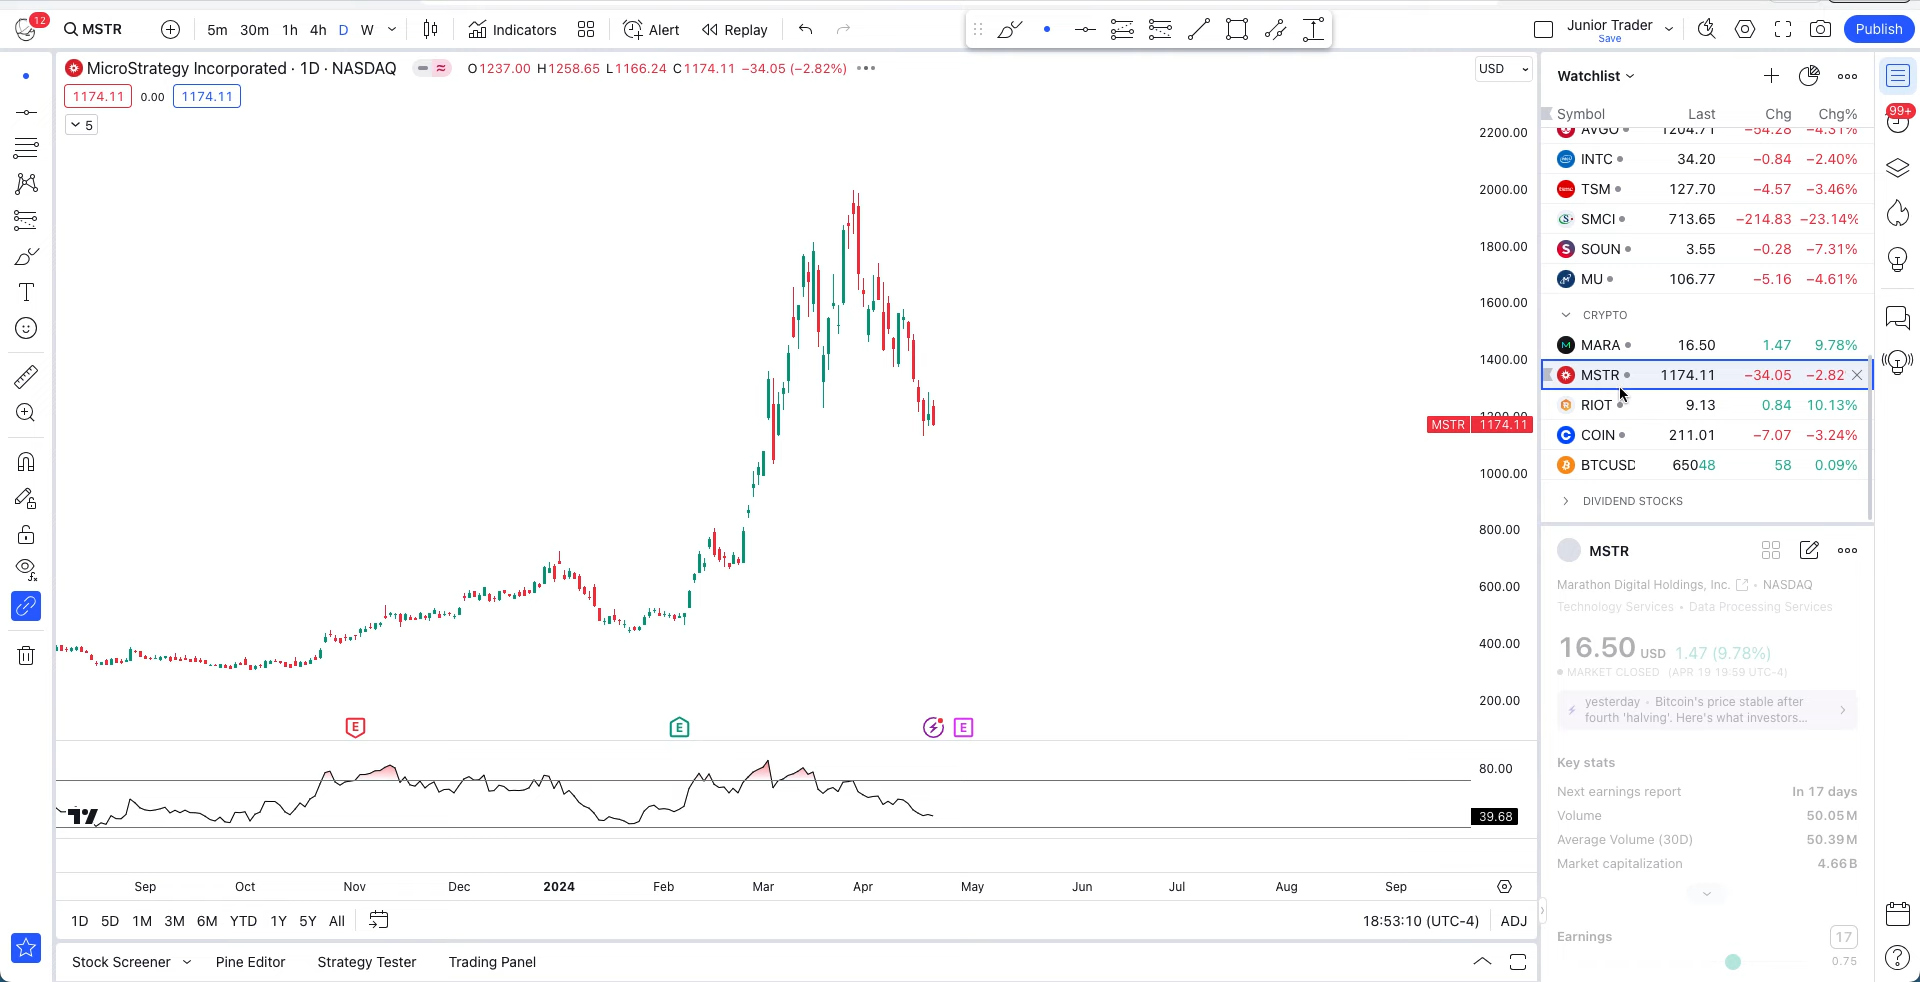 12
MSTR
5m 30m 1h 4h D W
Indicators
Alert
Replay
Junior Trader
Save
Publish
MicroStrategy Incorporated · 1D · NASDAQ
O1237.00 H1258.65 L1166.24 C1174.11 −34.05 (−2.82%)
USD
1174.11 0.00 1174.11
5
2200.00
2000.00
1800.00
1600.00
1400.00
1200.00
MSTR 1174.11
1000.00
800.00
600.00
400.00
200.00
E E E
80.00
39.68
Sep Oct Nov Dec 2024 Feb Mar Apr May Jun Jul Aug Sep
1D 5D 1M 3M 6M YTD 1Y 5Y All
18:53:10 (UTC-4) ADJ
Stock Screener Pine Editor Strategy Tester Trading Panel
Watchlist
Symbol Last Chg Chg%
AVGO 1204.71 −54.28 −4.31%
INTC 34.20 −0.84 −2.40%
TSM 127.70 −4.57 −3.46%
SMCI 713.65 −214.83 −23.14%
SOUN 3.55 −0.28 −7.31%
MU 106.77 −5.16 −4.61%
CRYPTO
MARA 16.50 1.47 9.78%
MSTR 1174.11 −34.05 −2.82
RIOT 9.13 0.84 10.13%
COIN 211.01 −7.07 −3.24%
BTCUSD 65048 58 0.09%
DIVIDEND STOCKS
MSTR
Marathon Digital Holdings, Inc. • NASDAQ
Technology Services • Data Processing Services
16.50 USD 1.47 (9.78%)
MARKET CLOSED (APR 19 19:59 UTC-4)
yesterday • Bitcoin's price stable after
fourth 'halving'. Here's what investors...
Key stats
Next earnings report In 17 days
Volume 50.05M
Average Volume (30D) 50.39M
Market capitalization 4.66B
Earnings 17
0.75
99+